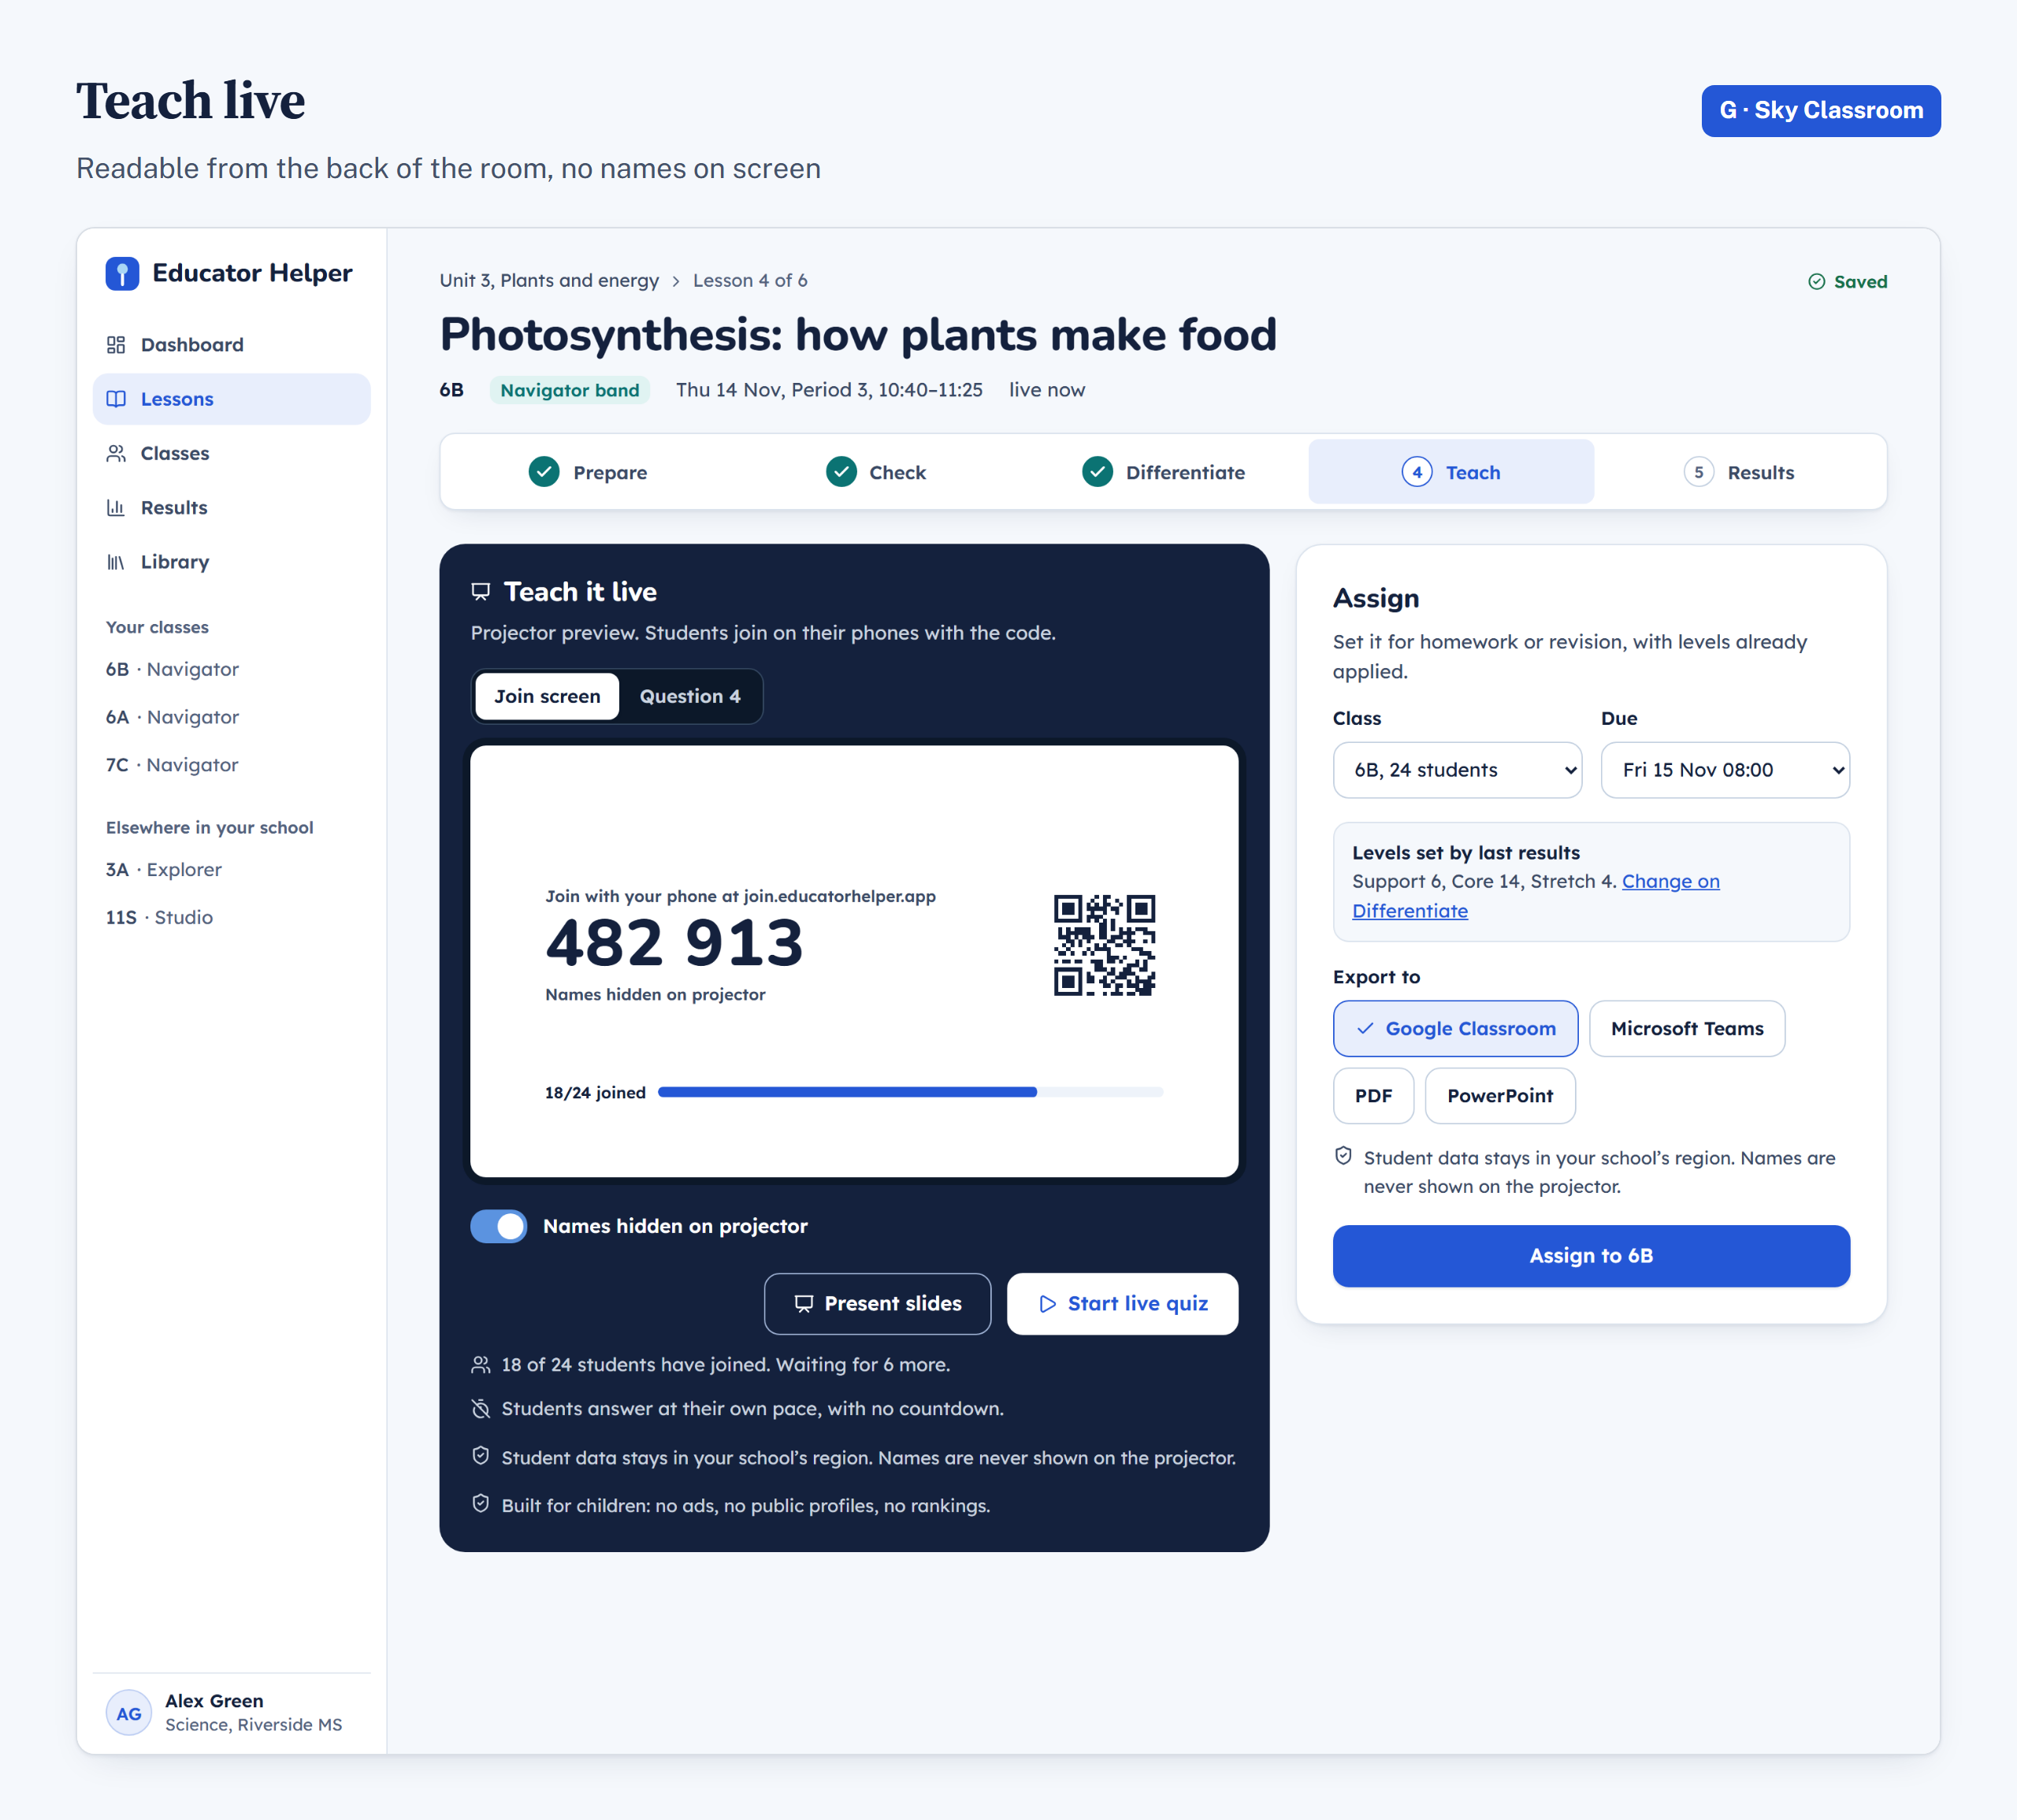 Teach live
G · Sky Classroom
Readable from the back of the room, no names on screen
Educator Helper
Dashboard
Lessons
Classes
Results
Library
Your classes
6B · Navigator
6A · Navigator
7C · Navigator
Elsewhere in your school
3A · Explorer
11S · Studio
AG
Alex Green
Science, Riverside MS
Unit 3, Plants and energy > Lesson 4 of 6
Saved
Photosynthesis: how plants make food
6B Navigator band Thu 14 Nov, Period 3, 10:40–11:25 live now
Prepare
Check
Differentiate
4 Teach
5 Results
Teach it live
Projector preview. Students join on their phones with the code.
Join screen
Question 4
Join with your phone at join.educatorhelper.app
482 913
Names hidden on projector
18/24 joined
Names hidden on projector
Present slides
Start live quiz
18 of 24 students have joined. Waiting for 6 more.
Students answer at their own pace, with no countdown.
Student data stays in your school’s region. Names are never shown on the projector.
Built for children: no ads, no public profiles, no rankings.
Assign
Set it for homework or revision, with levels already
applied.
Class
Due
6B, 24 students
Fri 15 Nov 08:00
Levels set by last results
Support 6, Core 14, Stretch 4. Change on
Differentiate
Export to
Google Classroom
Microsoft Teams
PDF
PowerPoint
Student data stays in your school’s region. Names are
never shown on the projector.
Assign to 6B